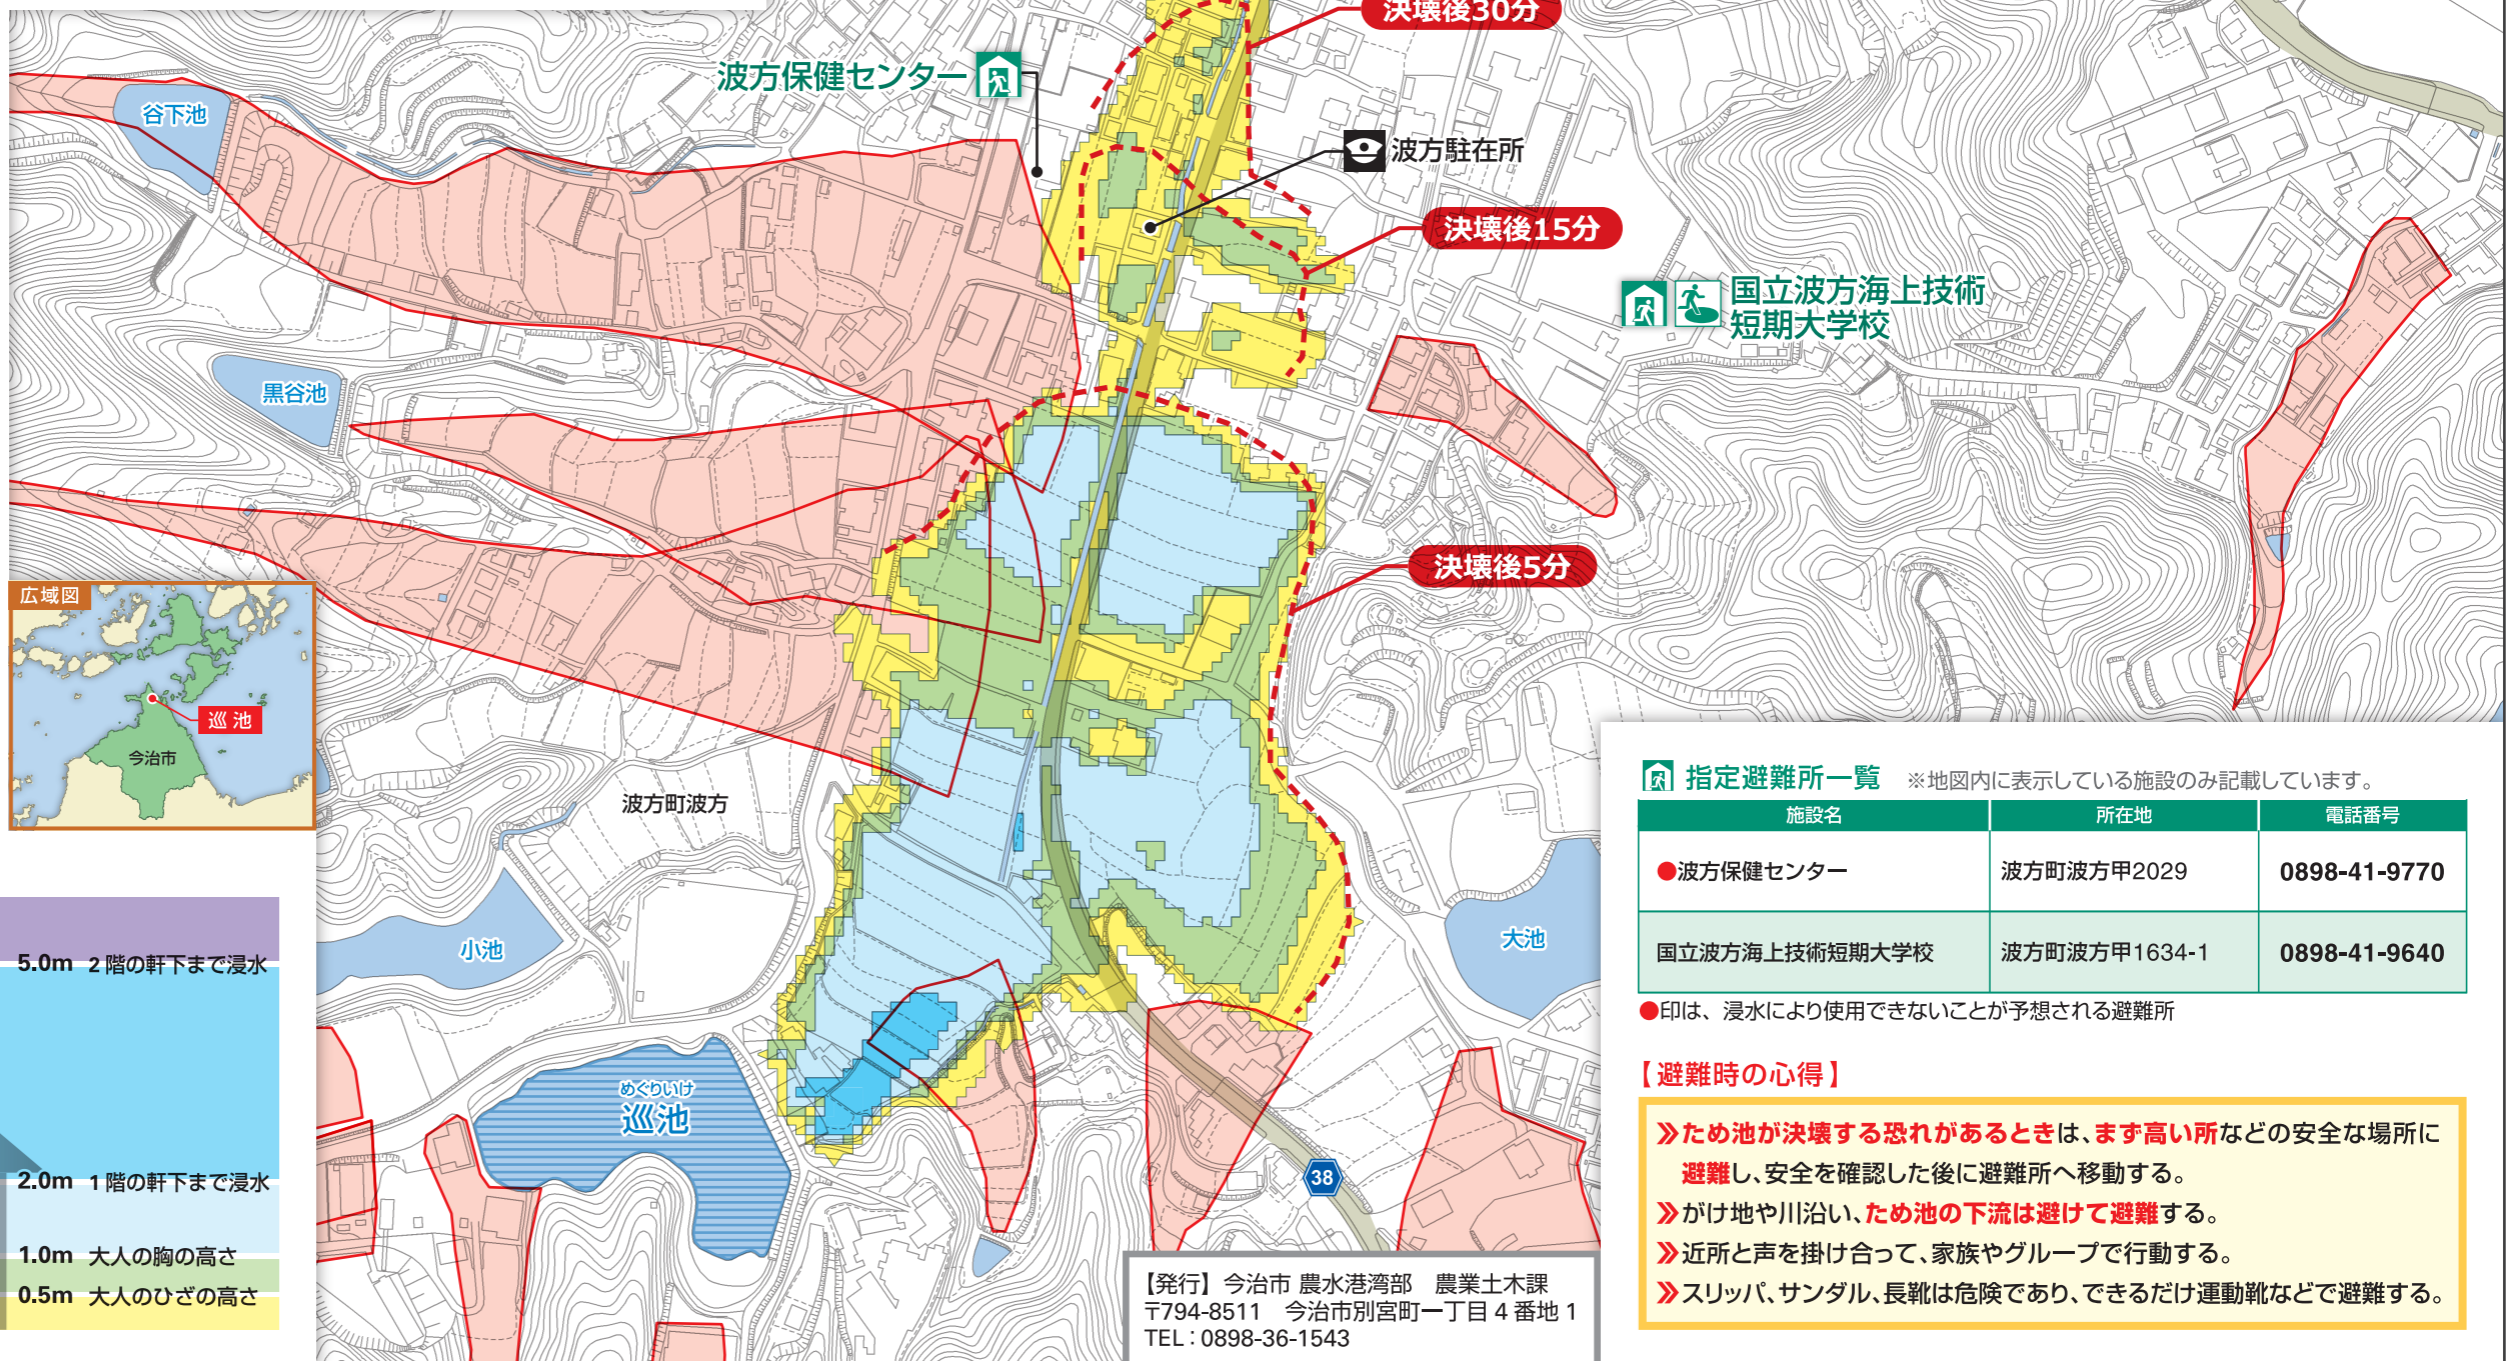 決壊後30分
波方保健センター
谷下池
波方駐在所
決壊後15分
国立波方海上技術
短期大学校
黒谷池
決壊後5分
広域図
巡池
今治市
波方町波方
小池
大池
めぐりいけ
巡池
38
5.0m 2階の軒下まで浸水
2.0m 1階の軒下まで浸水
1.0m 大人の胸の高さ
0.5m 大人のひざの高さ
指定避難所一覧 ※地図内に表示している施設のみ記載しています。
施設名 所在地 電話番号
●波方保健センター 波方町波方甲2029 0898-41-9770
国立波方海上技術短期大学校 波方町波方甲1634-1 0898-41-9640
●印は、浸水により使用できないことが予想される避難所
【避難時の心得】
≫ため池が決壊する恐れがあるときは、まず高い所などの安全な場所に
避難し、安全を確認した後に避難所へ移動する。
≫がけ地や川沿い、ため池の下流は避けて避難する。
≫近所と声を掛け合って、家族やグループで行動する。
≫スリッパ、サンダル、長靴は危険であり、できるだけ運動靴などで避難する。
【発行】今治市 農水港湾部 農業土木課
〒794-8511 今治市別宮町一丁目4番地1
TEL:0898-36-1543